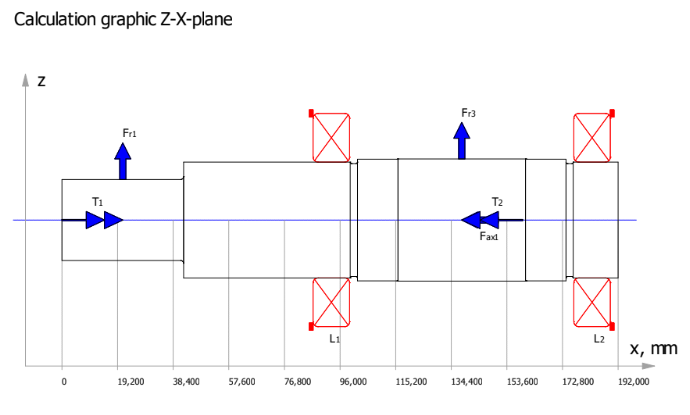 Calculation graphic Z-X-plane
z
Fr1
Fr3
T1
T2
Fax1
L1
L2
x, mm
0 19,200 38,400 57,600 76,800 96,000 115,200 134,400 153,600 172,800 192,000